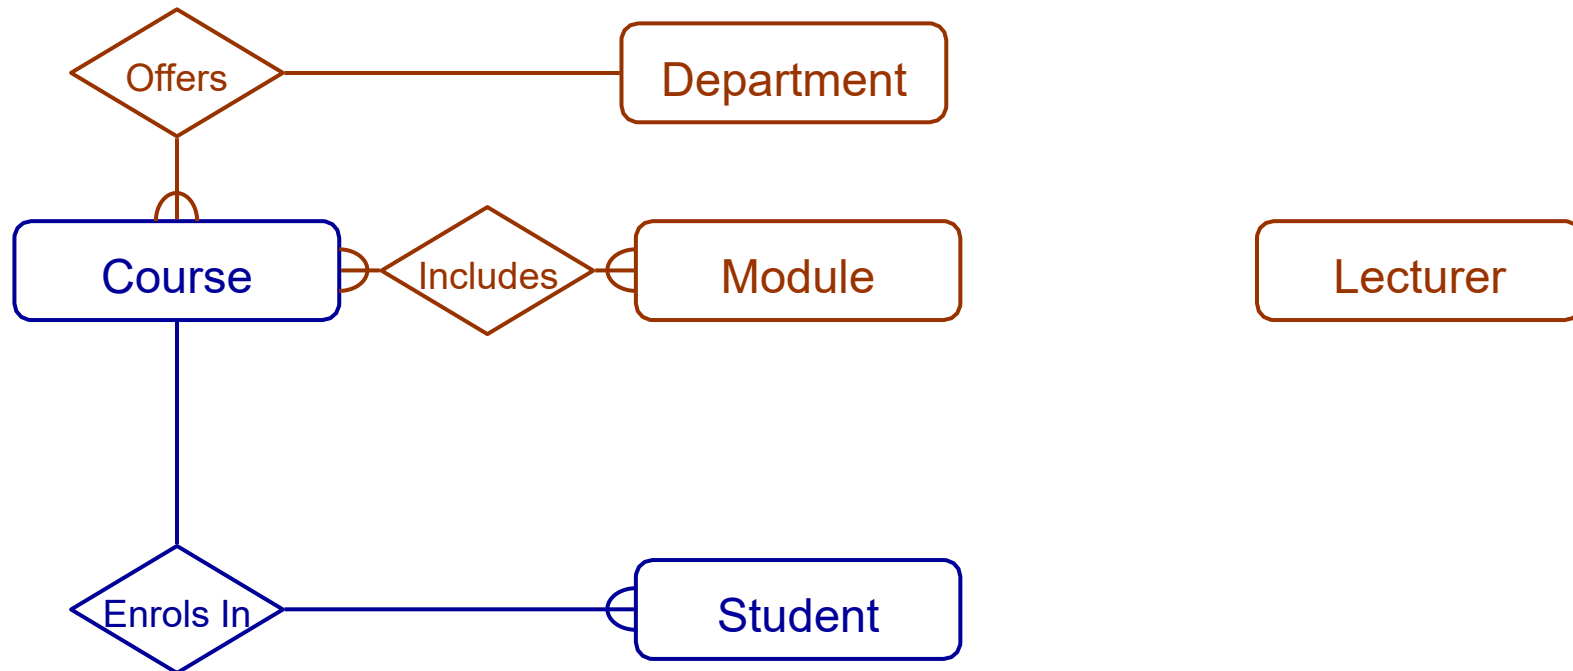 Offers
Department
Course
Includes
Module
Lecturer
Enrols In
Student